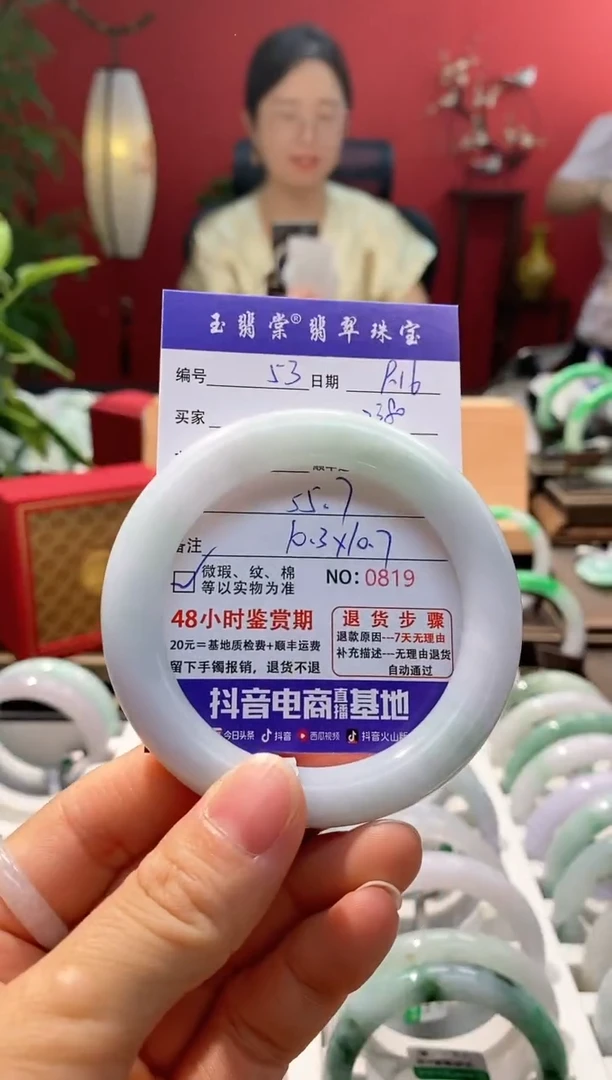 玉翡棠®翡翠珠宝
编号 53 日期
买家 2380
55.7
备注 10.3×10.7
微瑕、纹、棉
等以实物为准
NO:0819
48小时鉴赏期
20元=基地质检费+顺丰运费
留下手镯报销，退货不退
退货步骤
退款原因---7天无理由
补充描述---无理由退货
自动通过
抖音电商直播基地
今日头条 抖音 西瓜视频 抖音火山版